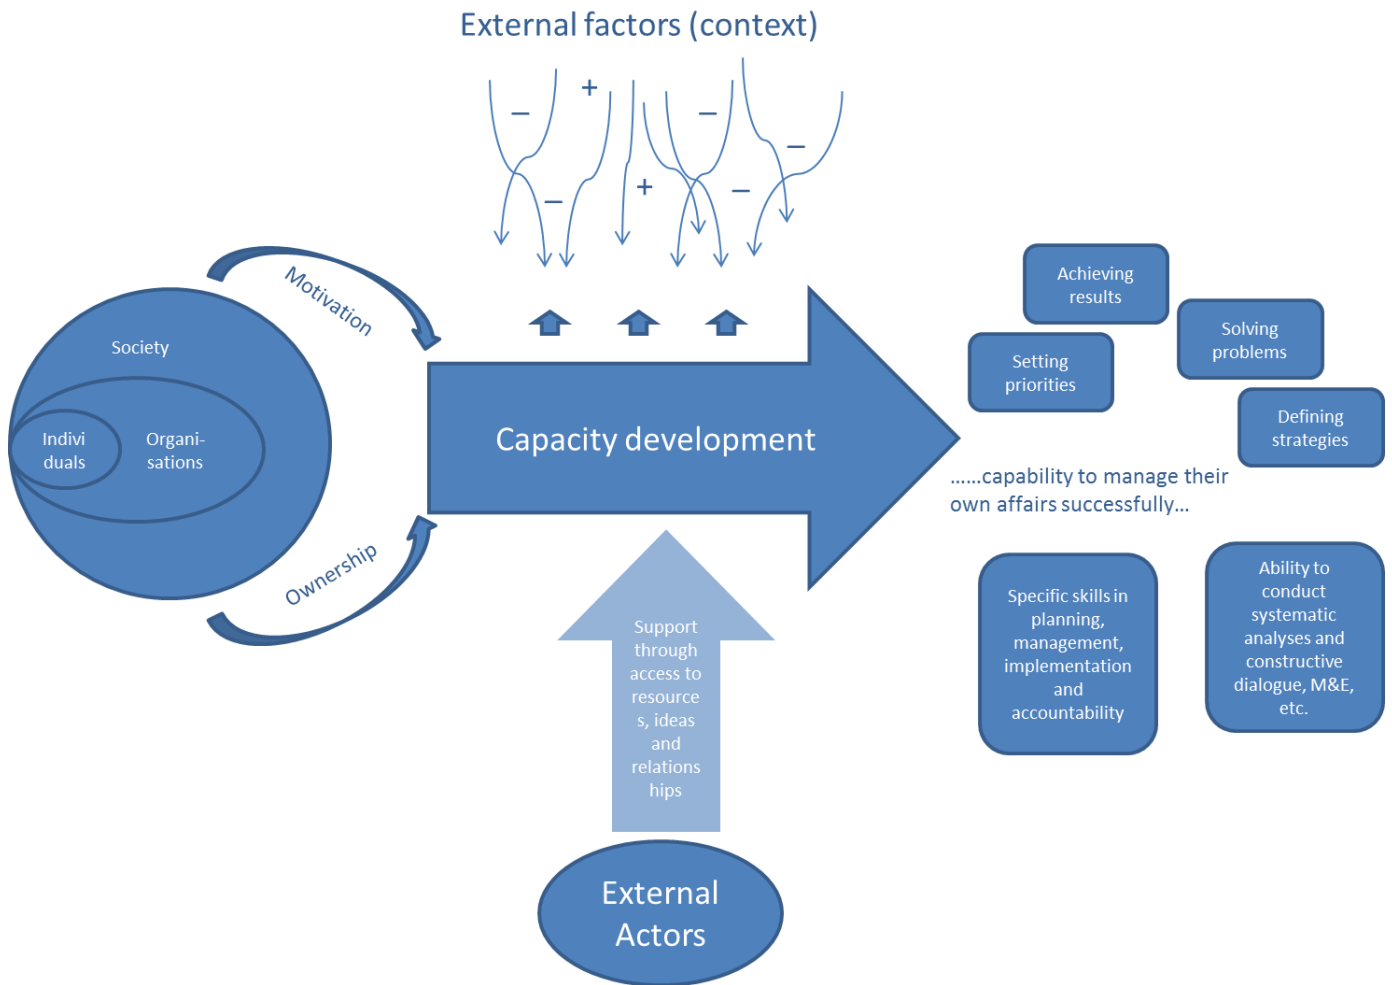 External factors (context)
+
–
–
–
–
+
–
Motivation
Society
Indivi
duals
Organi-
sations
Ownership
Capacity development
Achieving
results
Solving
problems
Setting
priorities
Defining
strategies
……capability to manage their
own affairs successfully…
Specific skills in
planning,
management,
implementation
and
accountability
Ability to
conduct
systematic
analyses and
constructive
dialogue, M&E,
etc.
Support
through
access to
resource
s, ideas
and
relations
hips
External
Actors